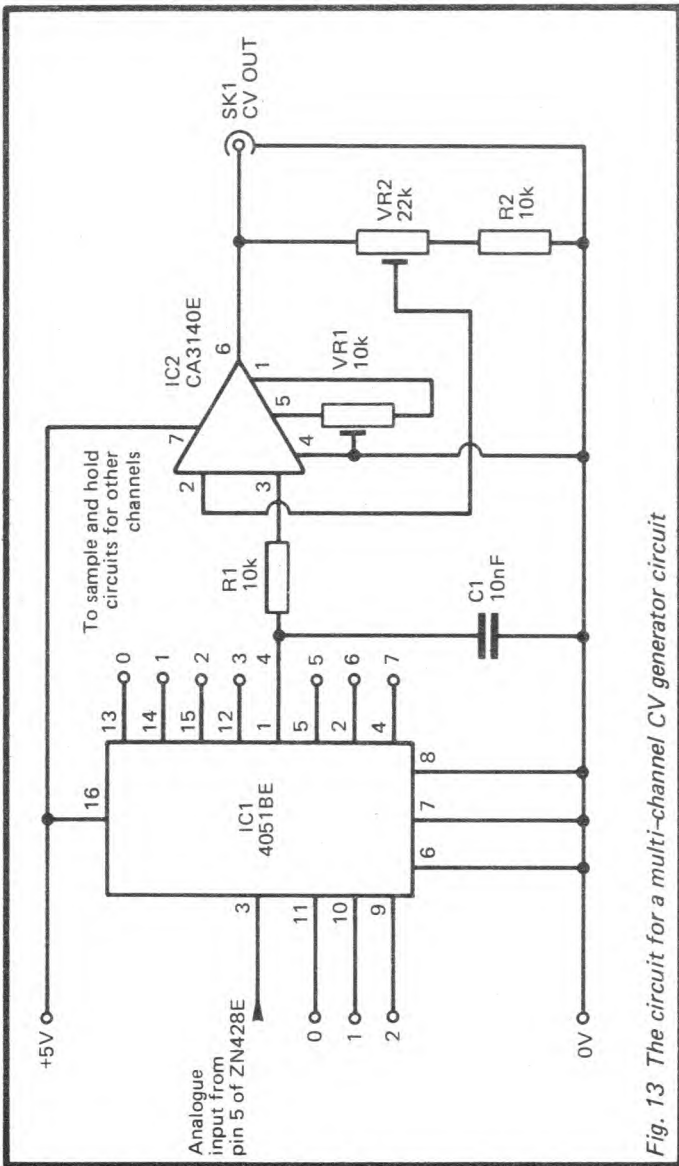 +5V
To sample and hold
circuits for other
channels
16
13
0
14
1
15
2
12
3
1
4
5
5
2
6
4
7
IC1
4051BE
3
11
10
9
6
7
8
Analogue
input from
pin 5 of ZN428E
0
1
2
0V
R1
10k
C1
10nF
IC2
CA3140E
2
3
7
4
5
1
6
VR1
10k
VR2
22k
R2
10k
SK1
CV OUT
Fig. 13 The circuit for a multi-channel CV generator circuit